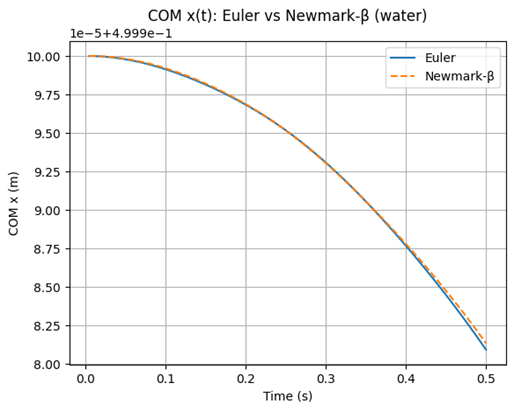 COM x(t): Euler vs Newmark-β (water)
1e−5+4.999e−1
10.00
9.75
9.50
9.25
9.00
8.75
8.50
8.25
8.00
COM x (m)
Euler
Newmark-β
0.0 0.1 0.2 0.3 0.4 0.5
Time (s)